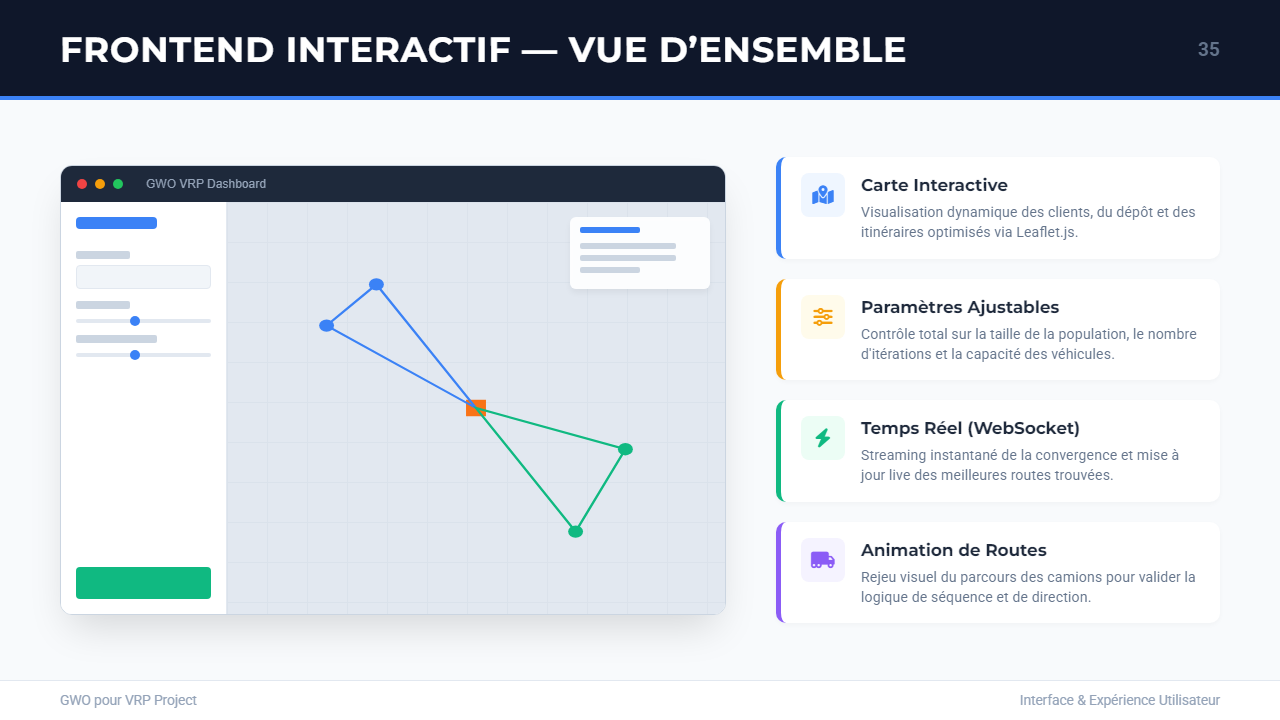 FRONTEND INTERACTIF — VUE D’ENSEMBLE
35
GWO VRP Dashboard
Carte Interactive
Visualisation dynamique des clients, du dépôt et des
itinéraires optimisés via Leaflet.js.
Paramètres Ajustables
Contrôle total sur la taille de la population, le nombre
d'itérations et la capacité des véhicules.
Temps Réel (WebSocket)
Streaming instantané de la convergence et mise à
jour live des meilleures routes trouvées.
Animation de Routes
Rejeu visuel du parcours des camions pour valider la
logique de séquence et de direction.
GWO pour VRP Project
Interface & Expérience Utilisateur